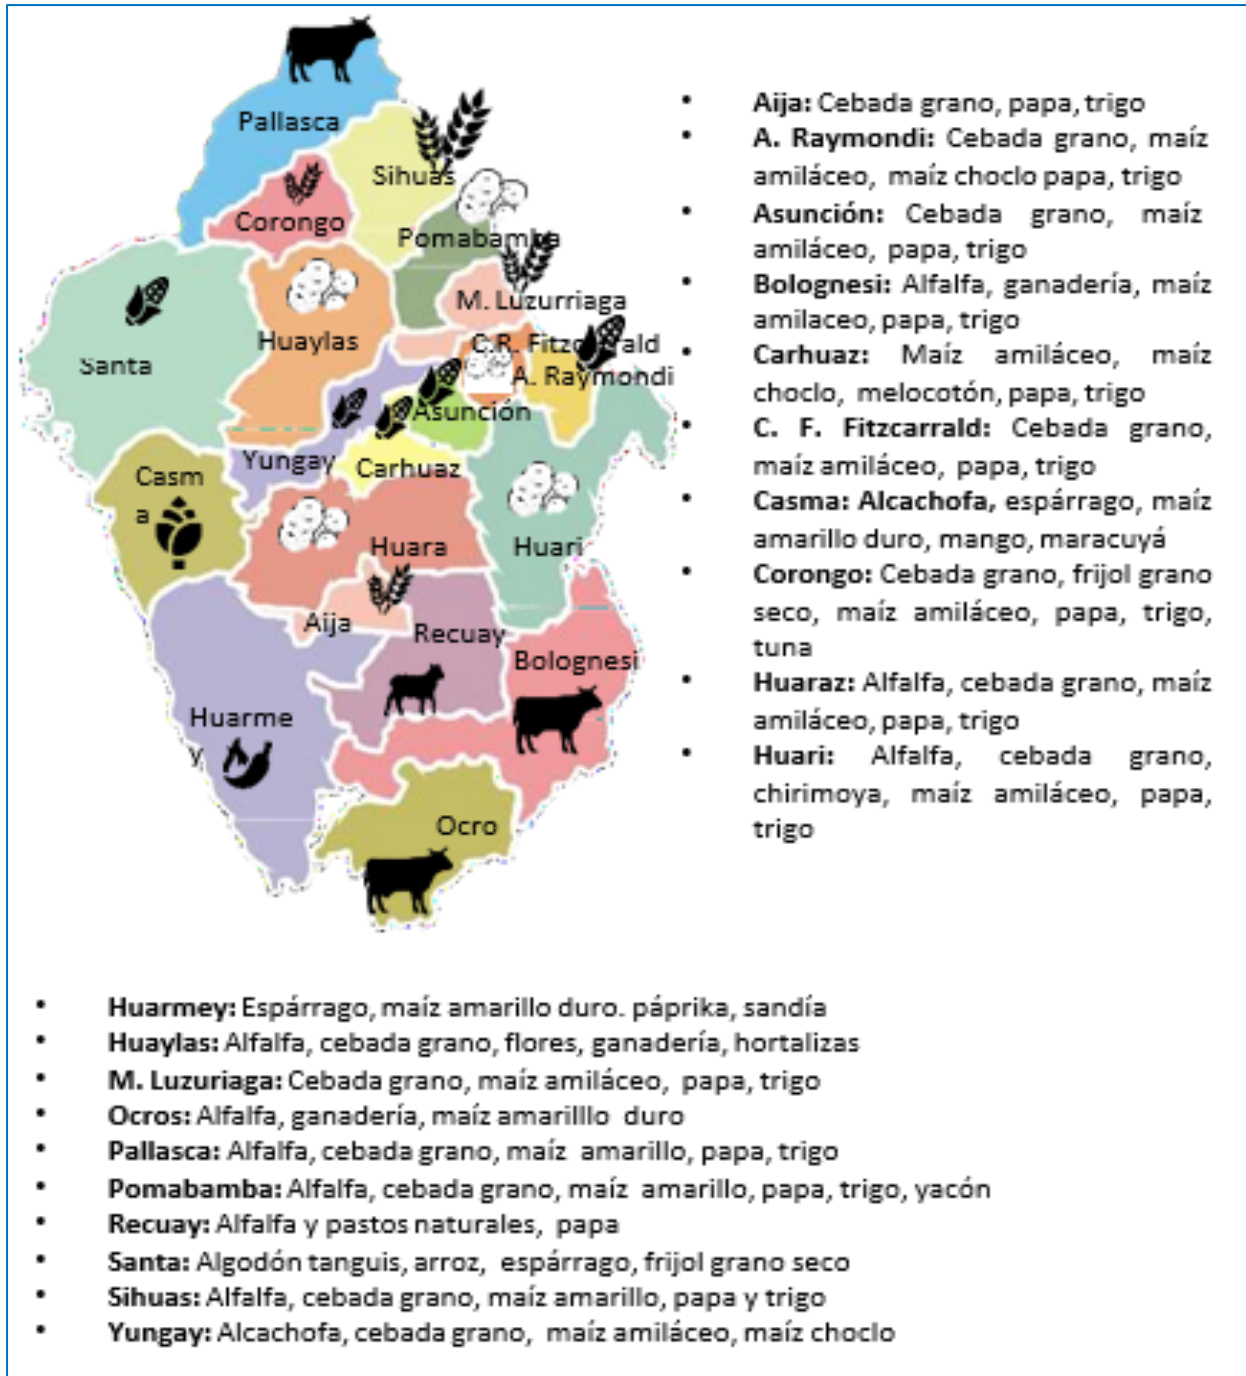 Pallasca
Sihuas
Corongo
Pomabamba
M. Luzurriaga
Huaylas
Santa
C.R. Fitzcarrald
A. Raymondi
Asunción
Yungay
Carhuaz
Casm
a
Huara
Huari
Aija
Recuay
Bolognesi
Huarme
y
Ocro
• Aija: Cebada grano, papa, trigo
• A. Raymondi: Cebada grano, maíz
amiláceo, maíz choclo papa, trigo
• Asunción: Cebada grano, maíz
amiláceo, papa, trigo
• Bolognesi: Alfalfa, ganadería, maíz
amilaceo, papa, trigo
• Carhuaz: Maíz amiláceo, maíz
choclo, melocotón, papa, trigo
• C. F. Fitzcarrald: Cebada grano,
maíz amiláceo, papa, trigo
• Casma: Alcachofa, espárrago, maíz
amarillo duro, mango, maracuyá
• Corongo: Cebada grano, frijol grano
seco, maíz amiláceo, papa, trigo,
tuna
• Huaraz: Alfalfa, cebada grano, maíz
amiláceo, papa, trigo
• Huari: Alfalfa, cebada grano,
chirimoya, maíz amiláceo, papa,
trigo
• Huarmey: Espárrago, maíz amarillo duro. páprika, sandía
• Huaylas: Alfalfa, cebada grano, flores, ganadería, hortalizas
• M. Luzuriaga: Cebada grano, maíz amiláceo, papa, trigo
• Ocros: Alfalfa, ganadería, maíz amarilllo duro
• Pallasca: Alfalfa, cebada grano, maíz amarillo, papa, trigo
• Pomabamba: Alfalfa, cebada grano, maíz amarillo, papa, trigo, yacón
• Recuay: Alfalfa y pastos naturales, papa
• Santa: Algodón tanguis, arroz, espárrago, frijol grano seco
• Sihuas: Alfalfa, cebada grano, maíz amarillo, papa y trigo
• Yungay: Alcachofa, cebada grano, maíz amiláceo, maíz choclo